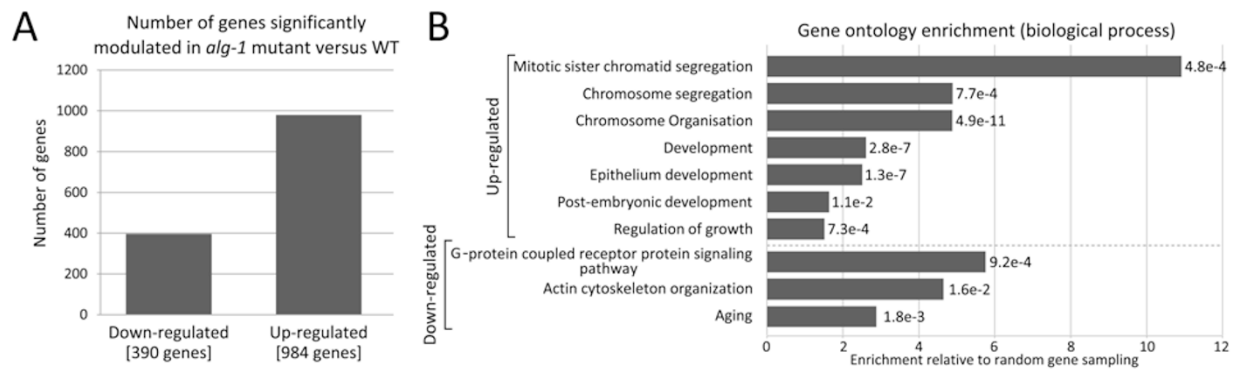 A
Number of genes significantly
modulated in alg-1 mutant versus WT
1200
1000
800
600
400
200
0
Number of genes
Down-regulated
[390 genes]
Up-regulated
[984 genes]
B
Gene ontology enrichment (biological process)
Up-regulated
Mitotic sister chromatid segregation
4.8e-4
Chromosome segregation
7.7e-4
Chromosome Organisation
4.9e-11
Development
2.8e-7
Epithelium development
1.3e-7
Post-embryonic development
1.1e-2
Regulation of growth
7.3e-4
Down-regulated
G-protein coupled receptor protein signaling
pathway
9.2e-4
Actin cytoskeleton organization
1.6e-2
Aging
1.8e-3
0 2 4 6 8 10 12
Enrichment relative to random gene sampling